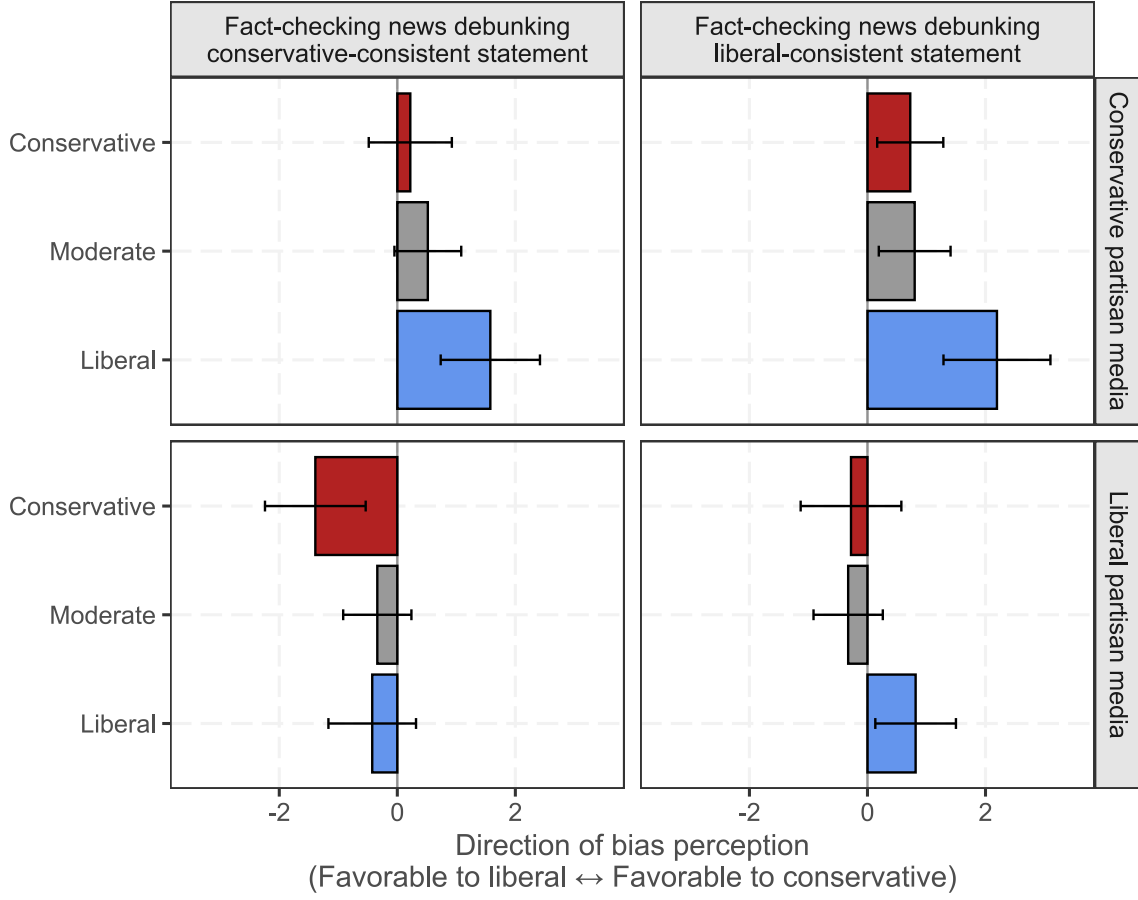 Fact-checking news debunking
conservative-consistent statement
Fact-checking news debunking
liberal-consistent statement
Conservative
Moderate
Liberal
Conservative partisan media
Conservative
Moderate
Liberal
Liberal partisan media
-2 0 2
-2 0 2
Direction of bias perception
(Favorable to liberal ↔ Favorable to conservative)